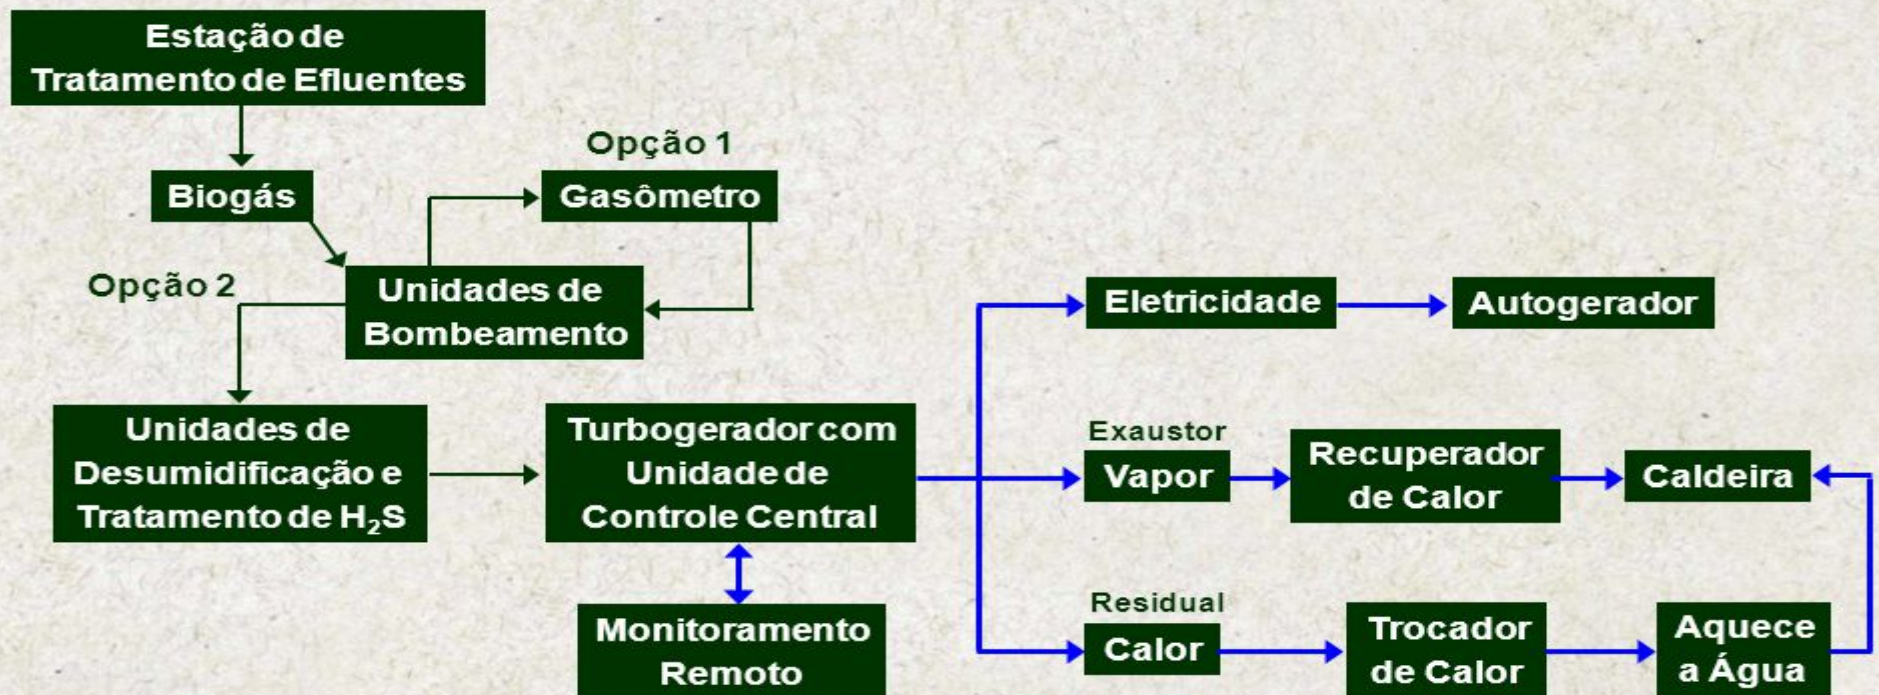 Estação de
Tratamento de Efluentes
Biogás
Opção 1
Gasômetro
Opção 2
Unidades de
Bombeamento
Unidades de
Desumidificação e
Tratamento de H₂S
Turbogerador com
Unidade de
Controle Central
Monitoramento
Remoto
Eletricidade
Autogerador
Exaustor
Vapor
Recuperador
de Calor
Caldeira
Residual
Calor
Trocador
de Calor
Aquece
a Água